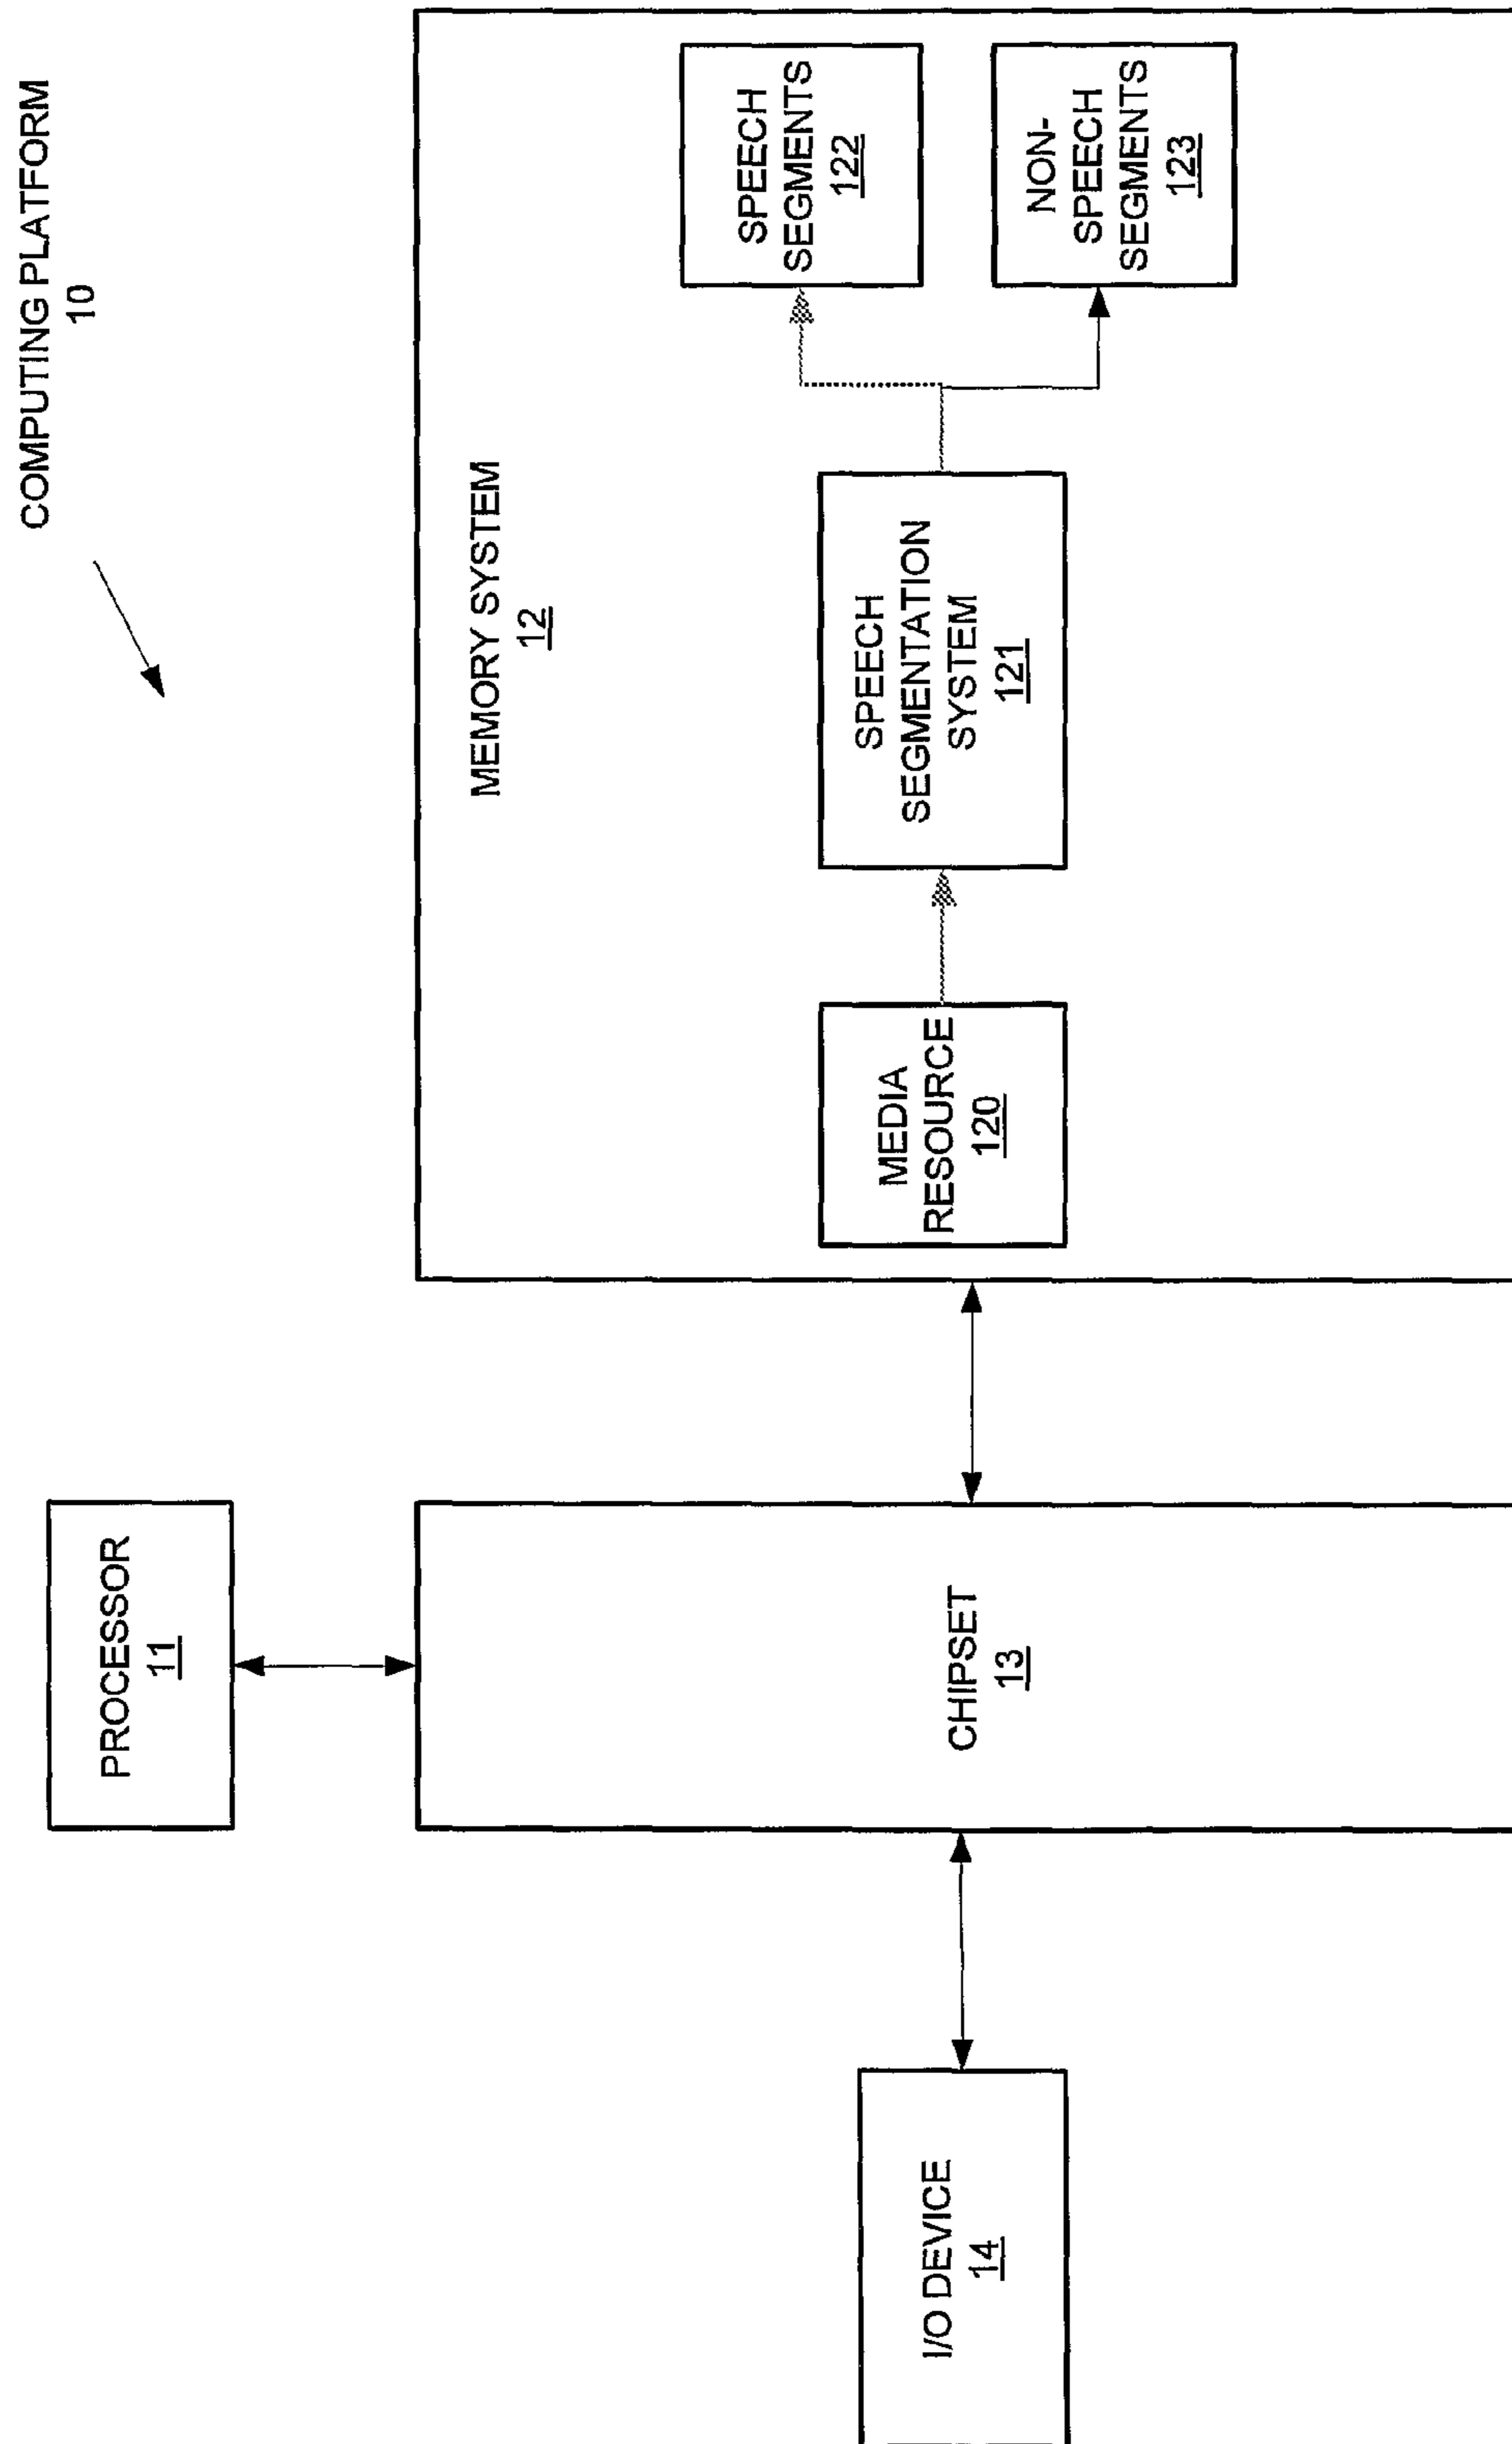 COMPUTING PLATFORM
10
PROCESSOR
11
MEMORY SYSTEM
12
SPEECH
SEGMENTS
122
NON-
SPEECH
SEGMENTS
123
SPEECH
SEGMENTATION
SYSTEM
121
MEDIA
RESOURCE
120
CHIPSET
13
I/O DEVICE
14